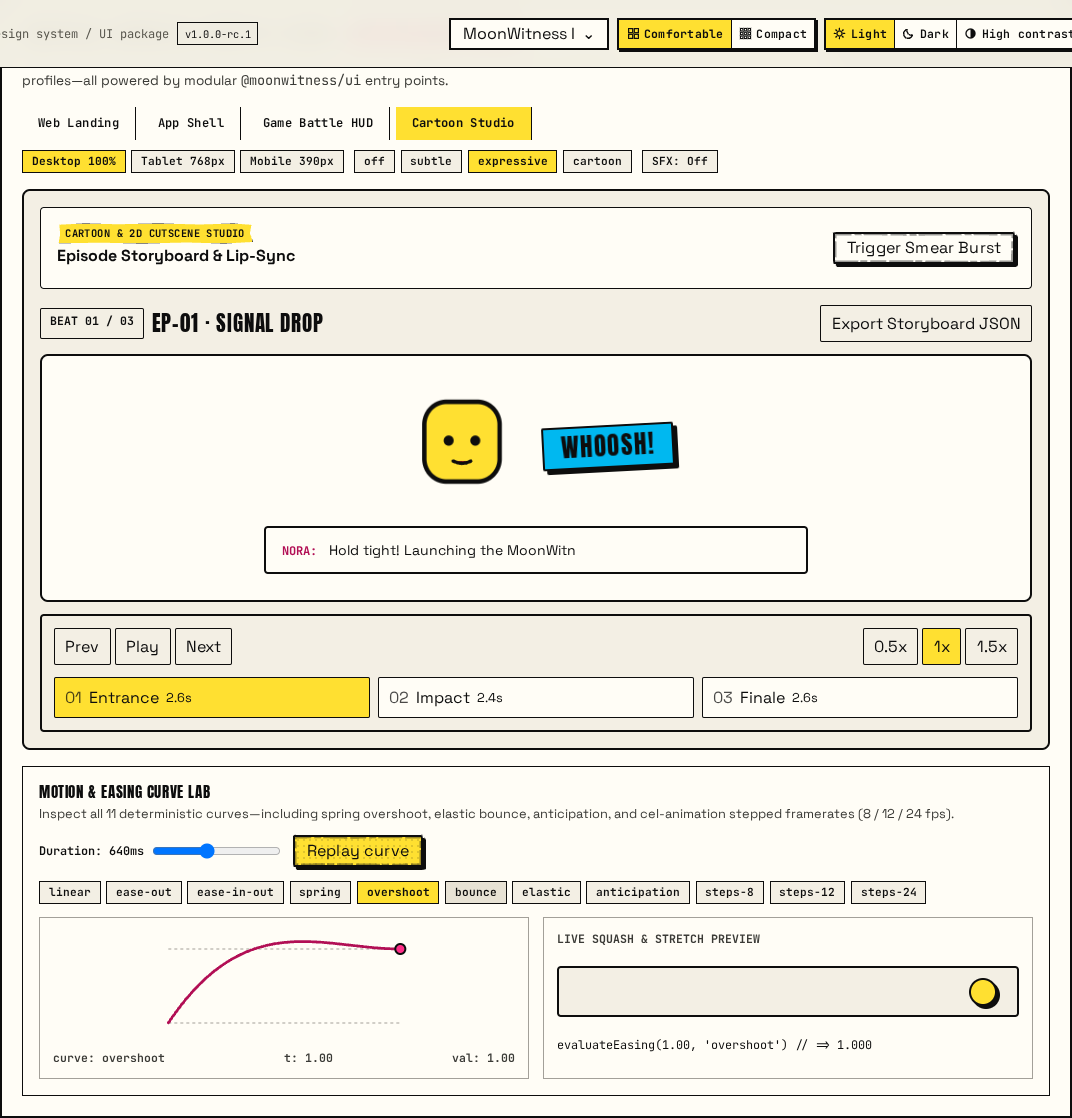 sign system / UI package v1.0.0-rc.1 MoonWitness I Comfortable Compact Light Dark High contrast
profiles—all powered by modular @moonwitness/ui entry points.
Web Landing App Shell Game Battle HUD Cartoon Studio
Desktop 100% Tablet 768px Mobile 390px off subtle expressive cartoon SFX: Off
CARTOON & 2D CUTSCENE STUDIO
Episode Storyboard & Lip-Sync
Trigger Smear Burst
BEAT 01 / 03 EP-01 · SIGNAL DROP Export Storyboard JSON
WHOOSH!
NORA: Hold tight! Launching the MoonWitn
Prev Play Next 0.5x 1x 1.5x
01 Entrance 2.6s 02 Impact 2.4s 03 Finale 2.6s
MOTION & EASING CURVE LAB
Inspect all 11 deterministic curves—including spring overshoot, elastic bounce, anticipation, and cel-animation stepped framerates (8 / 12 / 24 fps).
Duration: 640ms Replay curve
linear ease-out ease-in-out spring overshoot bounce elastic anticipation steps-8 steps-12 steps-24
LIVE SQUASH & STRETCH PREVIEW
evaluateEasing(1.00, 'overshoot') // => 1.000
curve: overshoot t: 1.00 val: 1.00